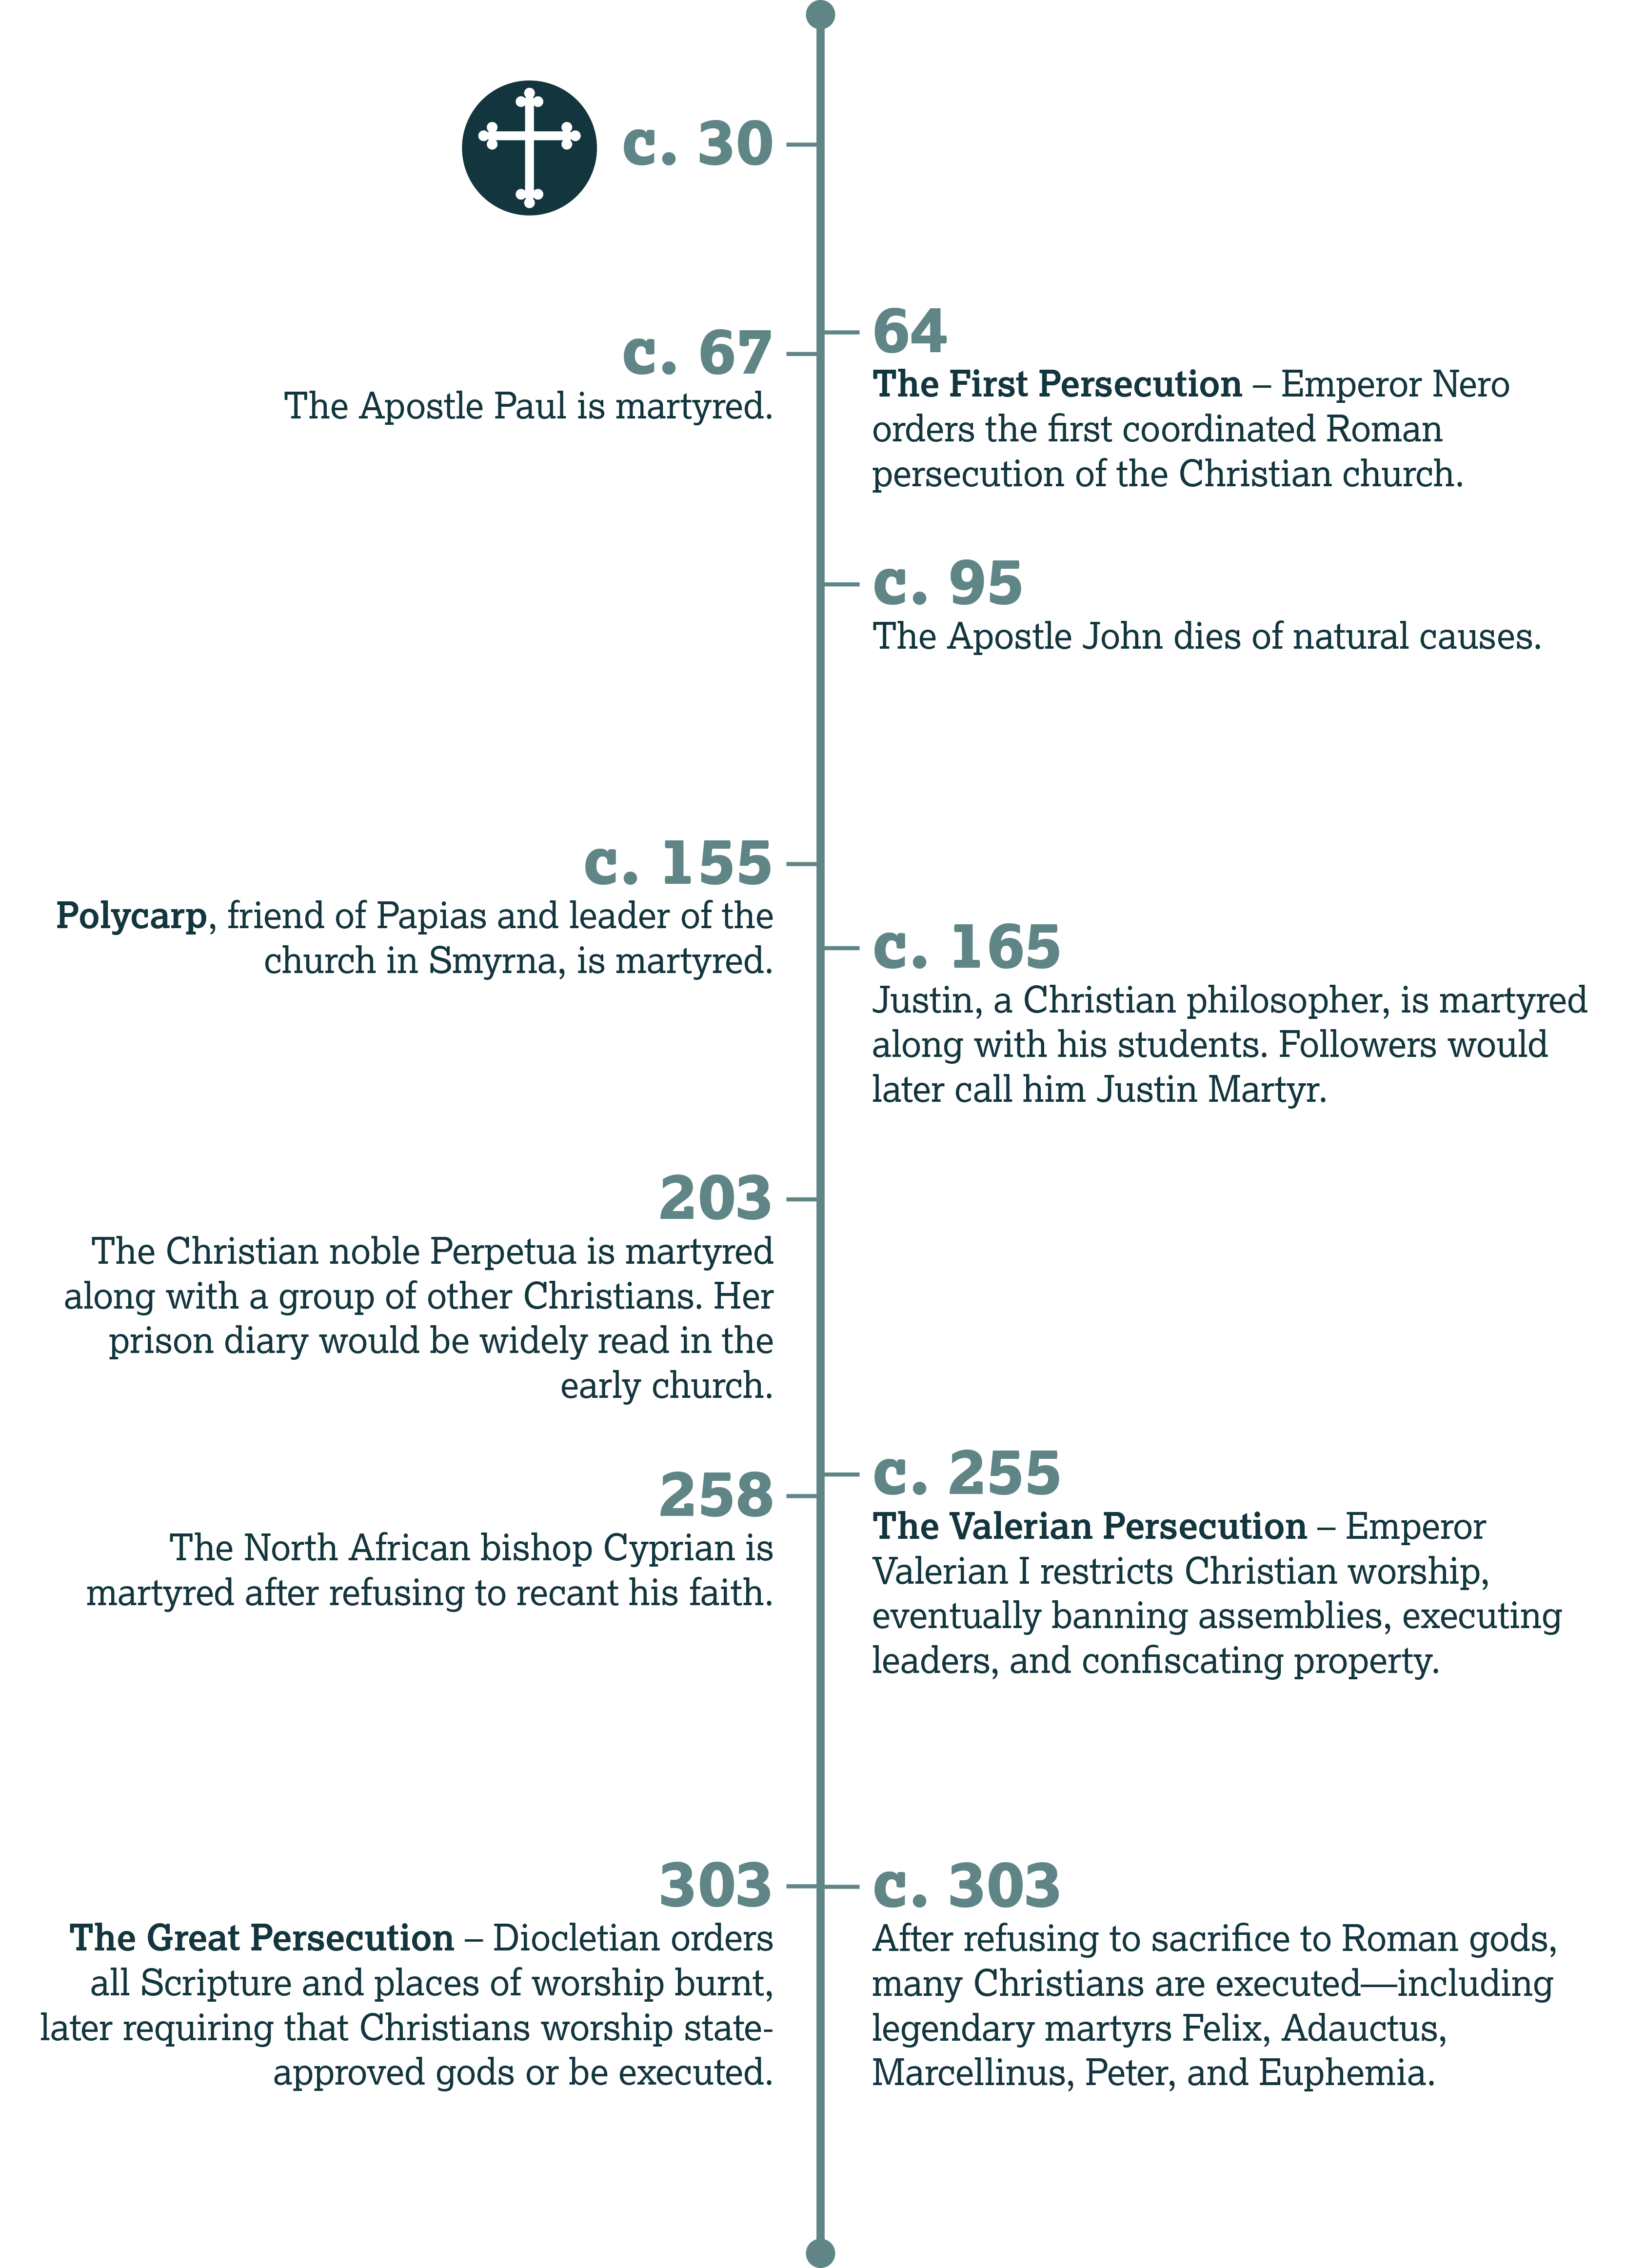 c. 30
64
The First Persecution – Emperor Nero
orders the first coordinated Roman
persecution of the Christian church.
c. 67
The Apostle Paul is martyred.
c. 95
The Apostle John dies of natural causes.
c. 155
Polycarp, friend of Papias and leader of the
church in Smyrna, is martyred.
c. 165
Justin, a Christian philosopher, is martyred
along with his students. Followers would
later call him Justin Martyr.
203
The Christian noble Perpetua is martyred
along with a group of other Christians. Her
prison diary would be widely read in the
early church.
c. 255
The Valerian Persecution – Emperor
Valerian I restricts Christian worship,
eventually banning assemblies, executing
leaders, and confiscating property.
258
The North African bishop Cyprian is
martyred after refusing to recant his faith.
303
The Great Persecution – Diocletian orders
all Scripture and places of worship burnt,
later requiring that Christians worship state-
approved gods or be executed.
c. 303
After refusing to sacrifice to Roman gods,
many Christians are executed—including
legendary martyrs Felix, Adauctus,
Marcellinus, Peter, and Euphemia.